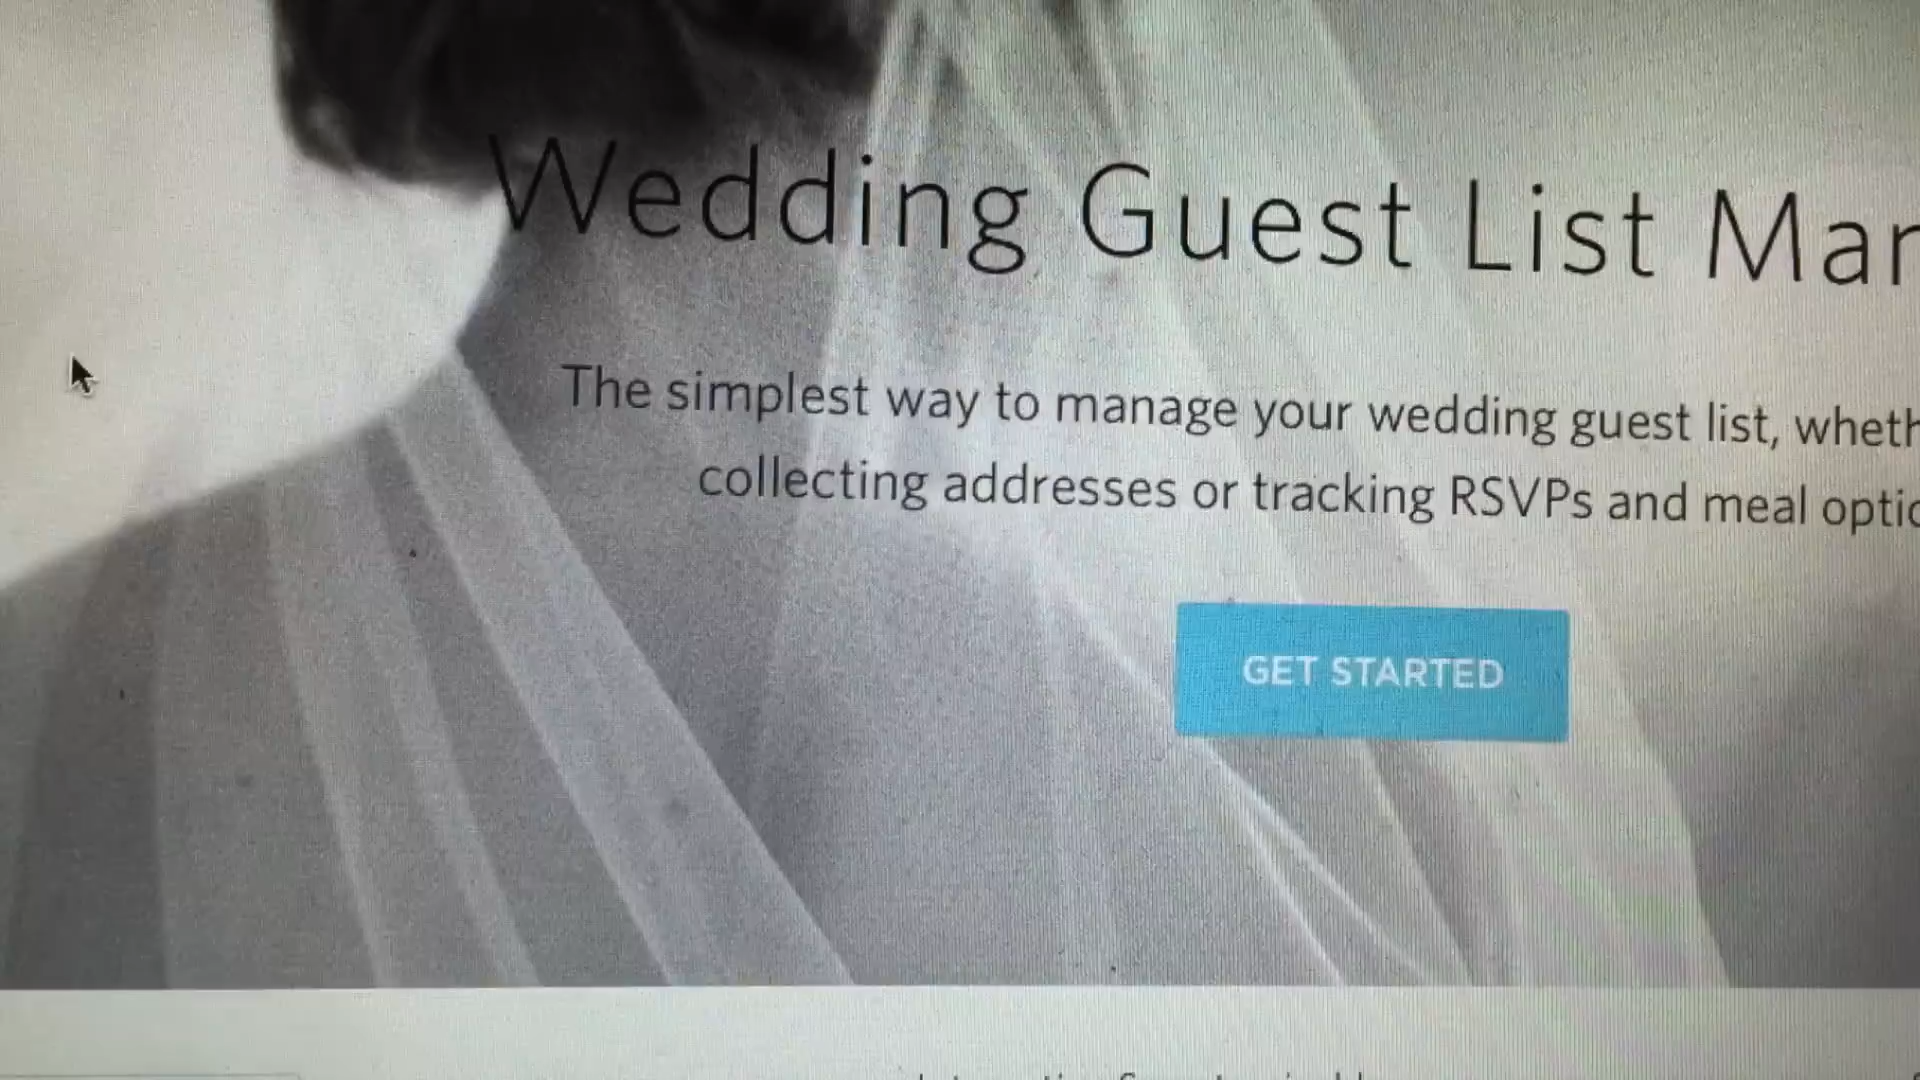 Wedding Guest List Mar
The simplest way to manage your wedding guest list, wheth
collecting addresses or tracking RSVPs and meal optio
GET STARTED